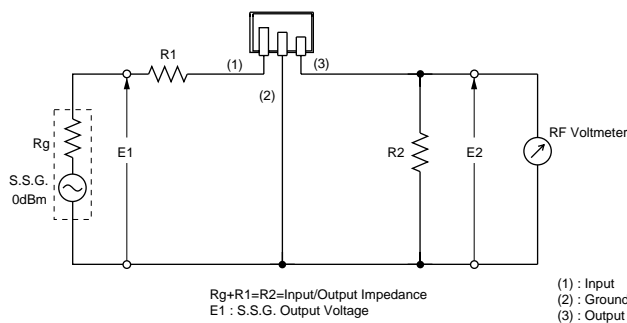 R1
(1)
(3)
(2)
Rg
E1
R2
E2
RF Voltmeter
S.S.G.
0dBm
Rg+R1=R2=Input/Output Impedance
E1 : S.S.G. Output Voltage
(1) : Input
(2) : Ground
(3) : Output